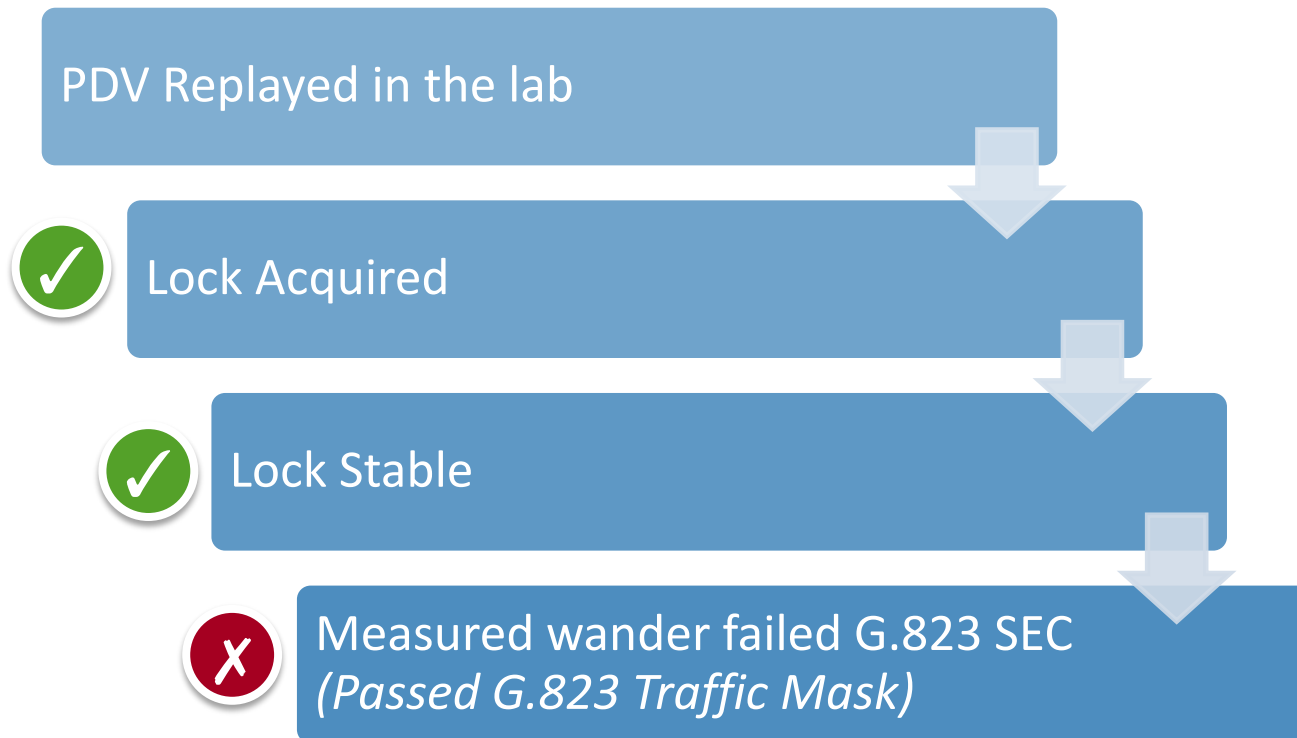 PDV Replayed in the lab
✓
Lock Acquired
✓
Lock Stable
✗
Measured wander failed G.823 SEC
(Passed G.823 Traffic Mask)